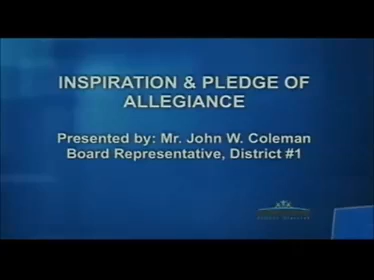 INSPIRATION & PLEDGE OF
ALLEGIANCE
Presented by: Mr. John W. Coleman
Board Representative, District #1